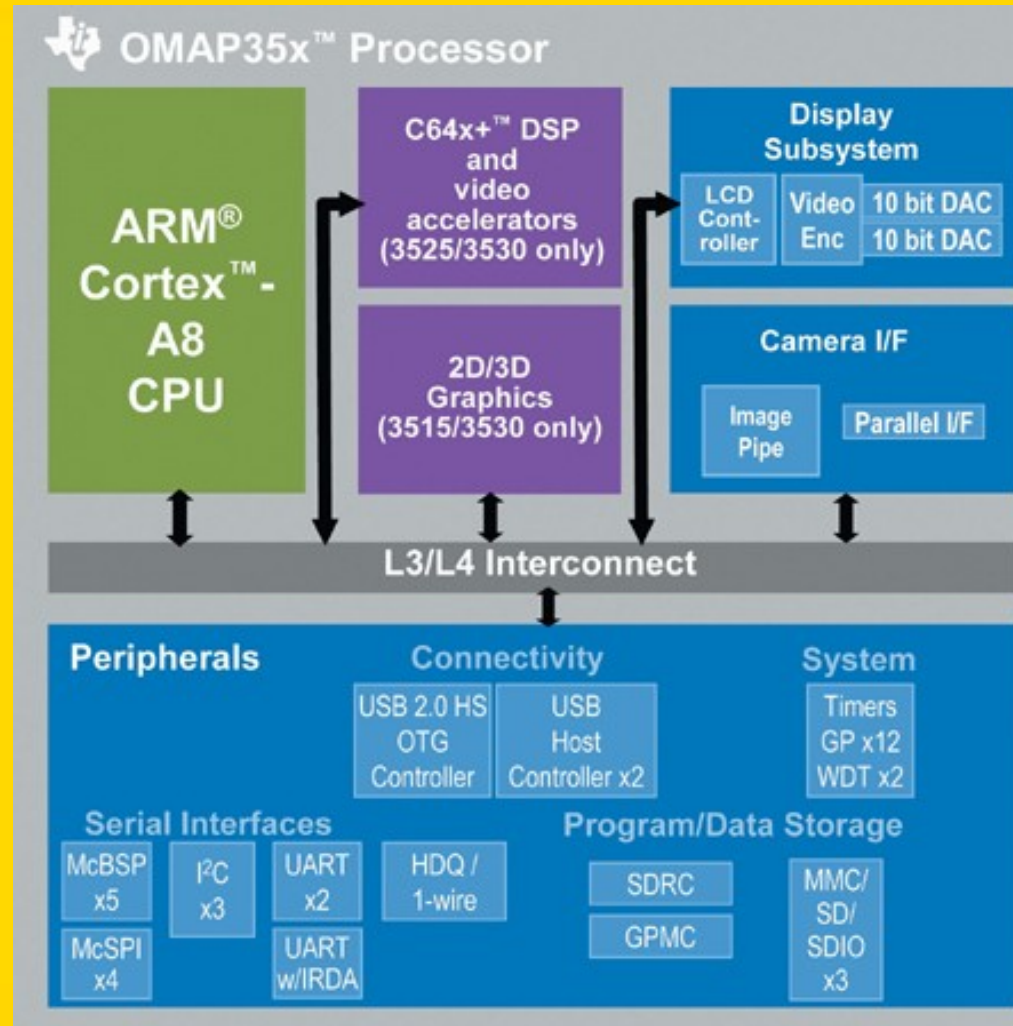 OMAP35x™ Processor
ARM®
Cortex™-
A8
CPU
C64x+™ DSP
and
video
accelerators
(3525/3530 only)
2D/3D
Graphics
(3515/3530 only)
Display
Subsystem
LCD
Cont-
roller
Video
Enc
10 bit DAC
10 bit DAC
Camera I/F
Image
Pipe
Parallel I/F
L3/L4 Interconnect
Peripherals
Connectivity
USB 2.0 HS
OTG
Controller
USB
Host
Controller x2
System
Timers
GP x12
WDT x2
Serial Interfaces
McBSP
x5
McSPI
x4
I²C
x3
UART
x2
UART
w/IRDA
HDQ /
1-wire
Program/Data Storage
SDRC
GPMC
MMC/
SD/
SDIO
x3